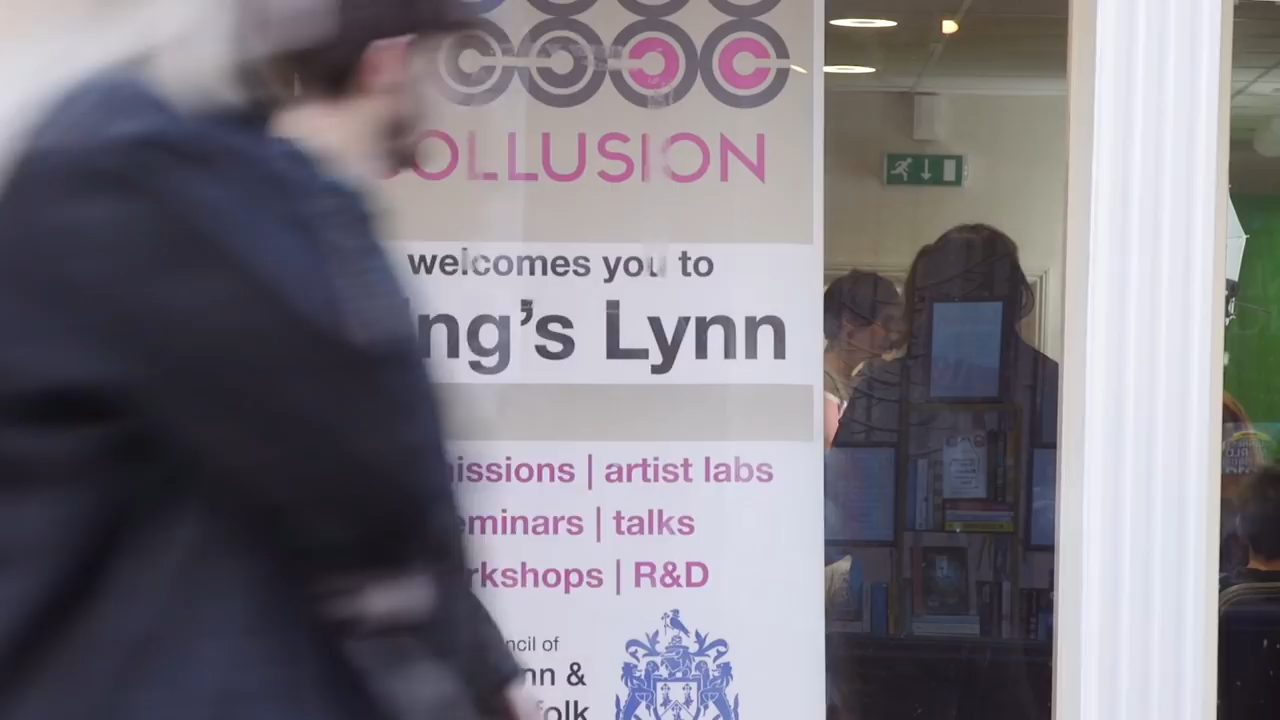 OLLUSION
welcomes you to
ng's Lynn
issions | artist labs
eminars | talks
rkshops | R&D
ncil of
nn &
folk